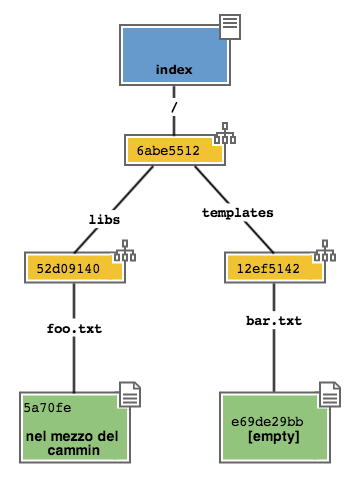 index
/
6abe5512
libs
templates
52d09140
12ef5142
foo.txt
bar.txt
5a70fe
nel mezzo del
cammin
e69de29bb
[empty]